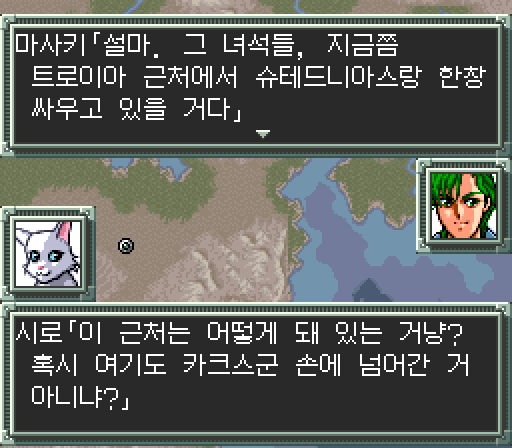 마사키「설마. 그 녀석들, 지금쯤
트로이아 근처에서 슈테드니아스랑 한창
싸우고 있을 거다」
시로「이 근처는 어떻게 돼 있는 거냥?
혹시 여기도 카크스군 손에 넘어간 거
아니냐?」